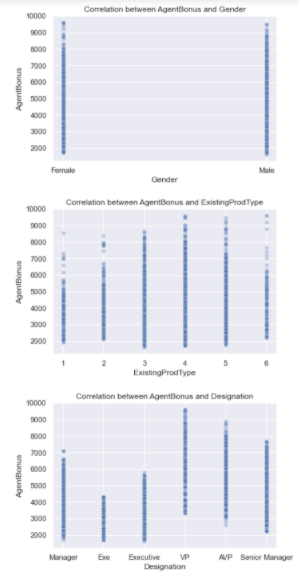 Correlation between AgentBonus and Gender
10000
9000
8000
7000
6000
5000
4000
3000
2000
AgentBonus
Female Male
Gender
Correlation between AgentBonus and ExistingProdType
10000
9000
8000
7000
6000
5000
4000
3000
2000
AgentBonus
1 2 3 4 5 6
ExistingProdType
Correlation between AgentBonus and Designation
10000
9000
8000
7000
6000
5000
4000
3000
2000
AgentBonus
Manager Exe Executive VP AVP Senior Manager
Designation